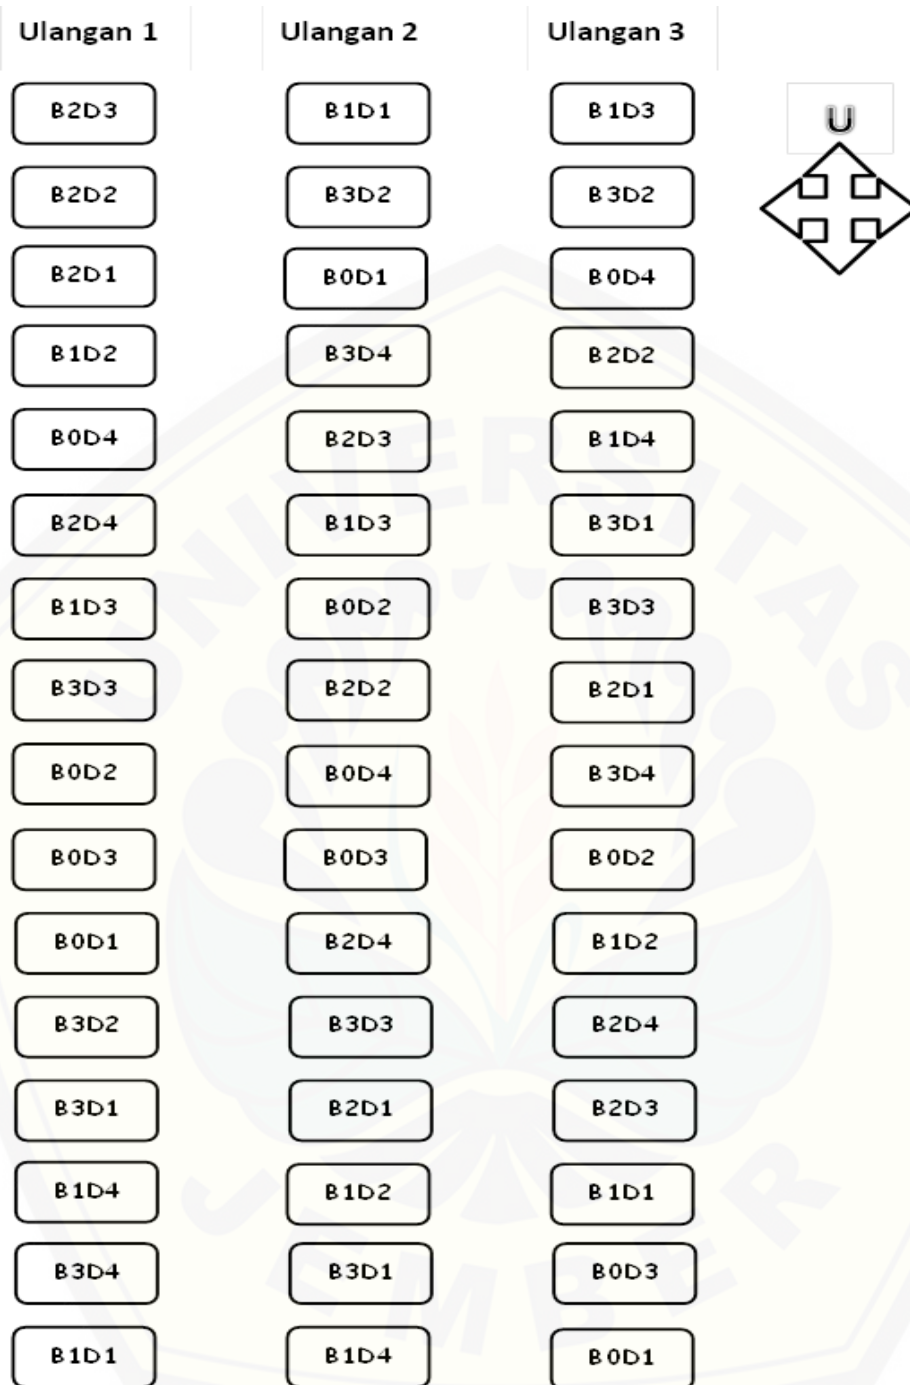 Ulangan 1 Ulangan 2 Ulangan 3
U
B2D3 B1D1 B1D3
B2D2 B3D2 B3D2
B2D1 B0D1 B0D4
B1D2 B3D4 B2D2
B0D4 B2D3 B1D4
B2D4 B1D3 B3D1
B1D3 B0D2 B3D3
B3D3 B2D2 B2D1
B0D2 B0D4 B3D4
B0D3 B0D3 B0D2
B0D1 B2D4 B1D2
B3D2 B3D3 B2D4
B3D1 B2D1 B2D3
B1D4 B1D2 B1D1
B3D4 B3D1 B0D3
B1D1 B1D4 B0D1
UNIVERSITAS
JEMBER